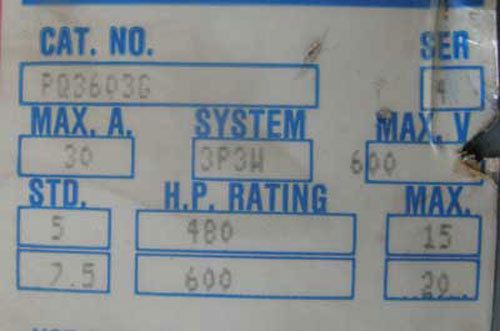 CAT. NO. SER
PQ3603G 4
MAX. A. SYSTEM MAX. V
30 3P3W 600
STD. H.P. RATING MAX.
5 480 15
7.5 600 20